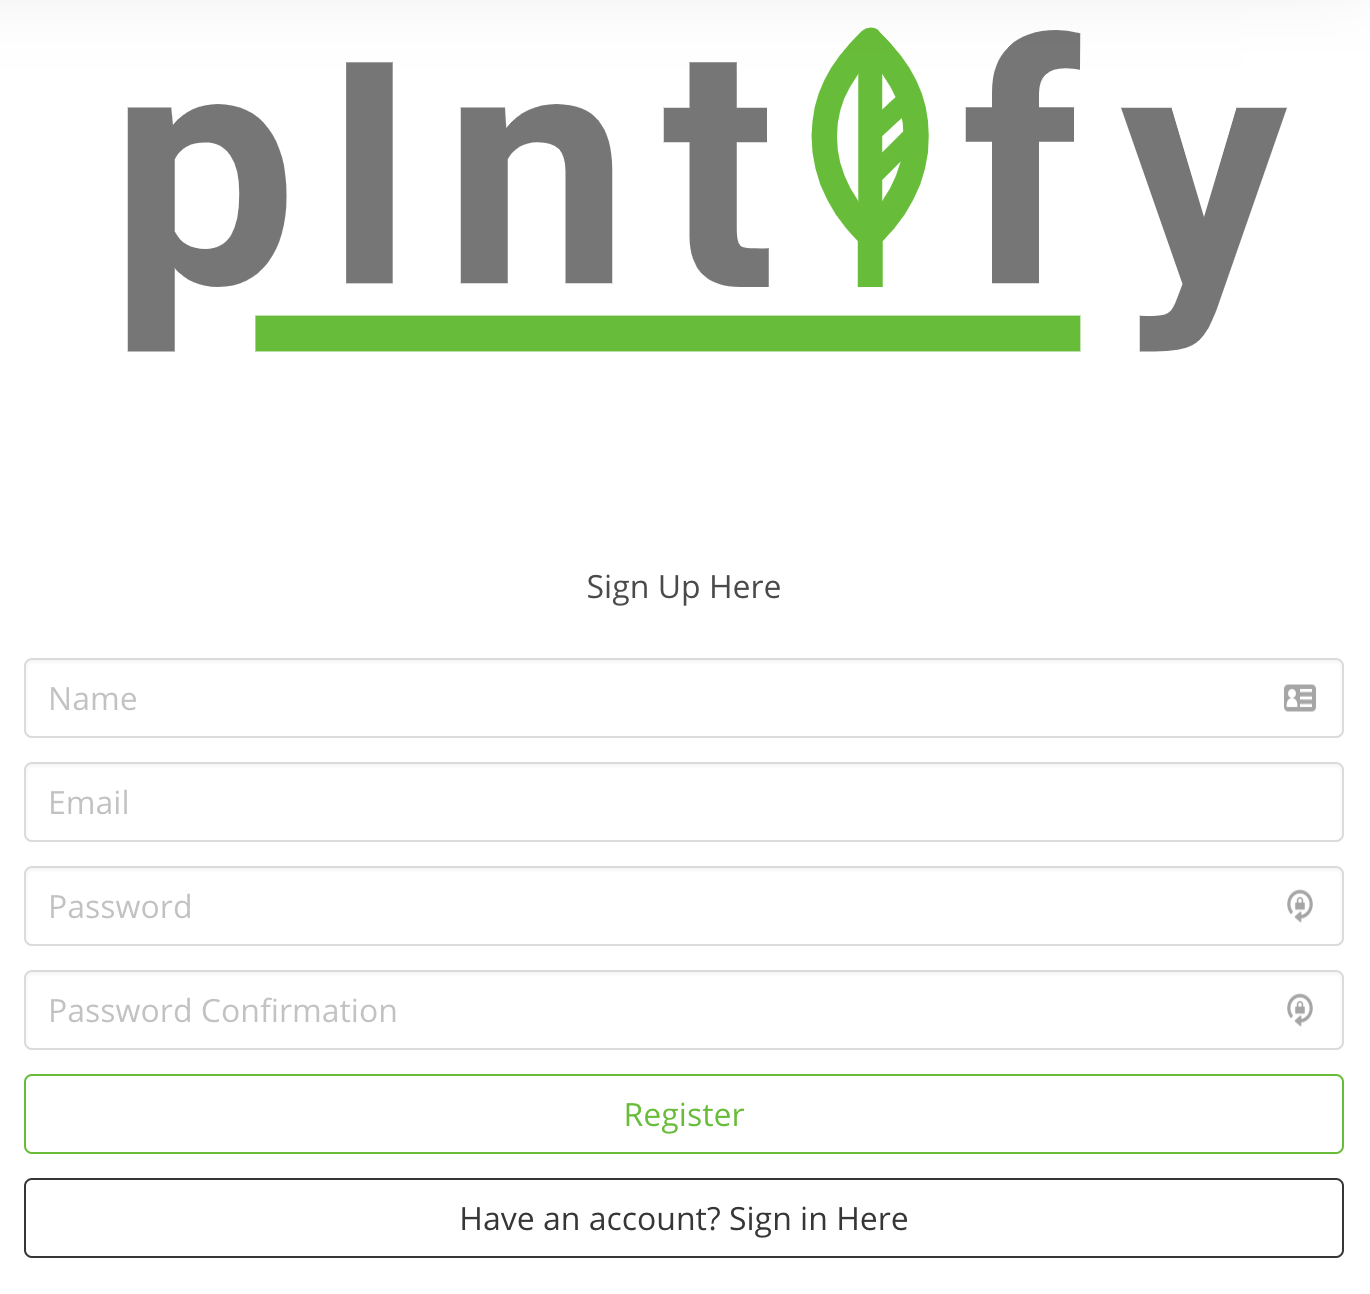 plntify
Sign Up Here
Name
Email
Password
Password Confirmation
Register
Have an account? Sign in Here